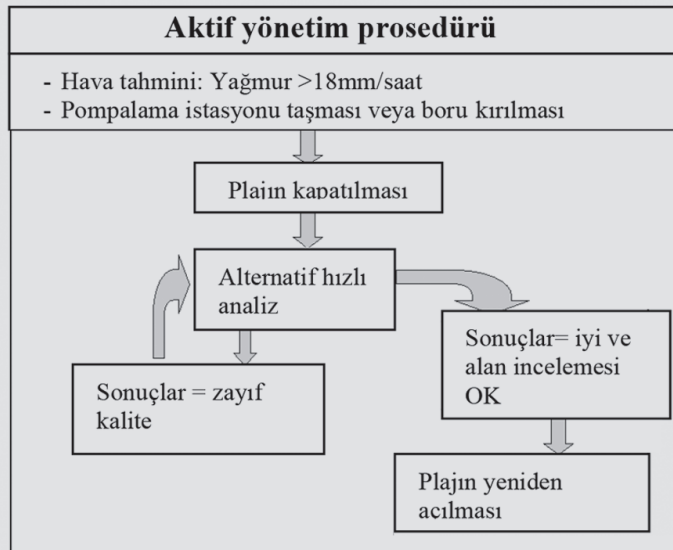 Aktif yönetim prosedürü
- Hava tahmini: Yağmur >18mm/saat
- Pompalama istasyonu taşması veya boru kırılması
Plajın kapatılması
Alternatif hızlı
analiz
Sonuçlar= iyi ve
alan incelemesi
OK
Sonuçlar = zayıf
kalite
Plajın yeniden
açılması